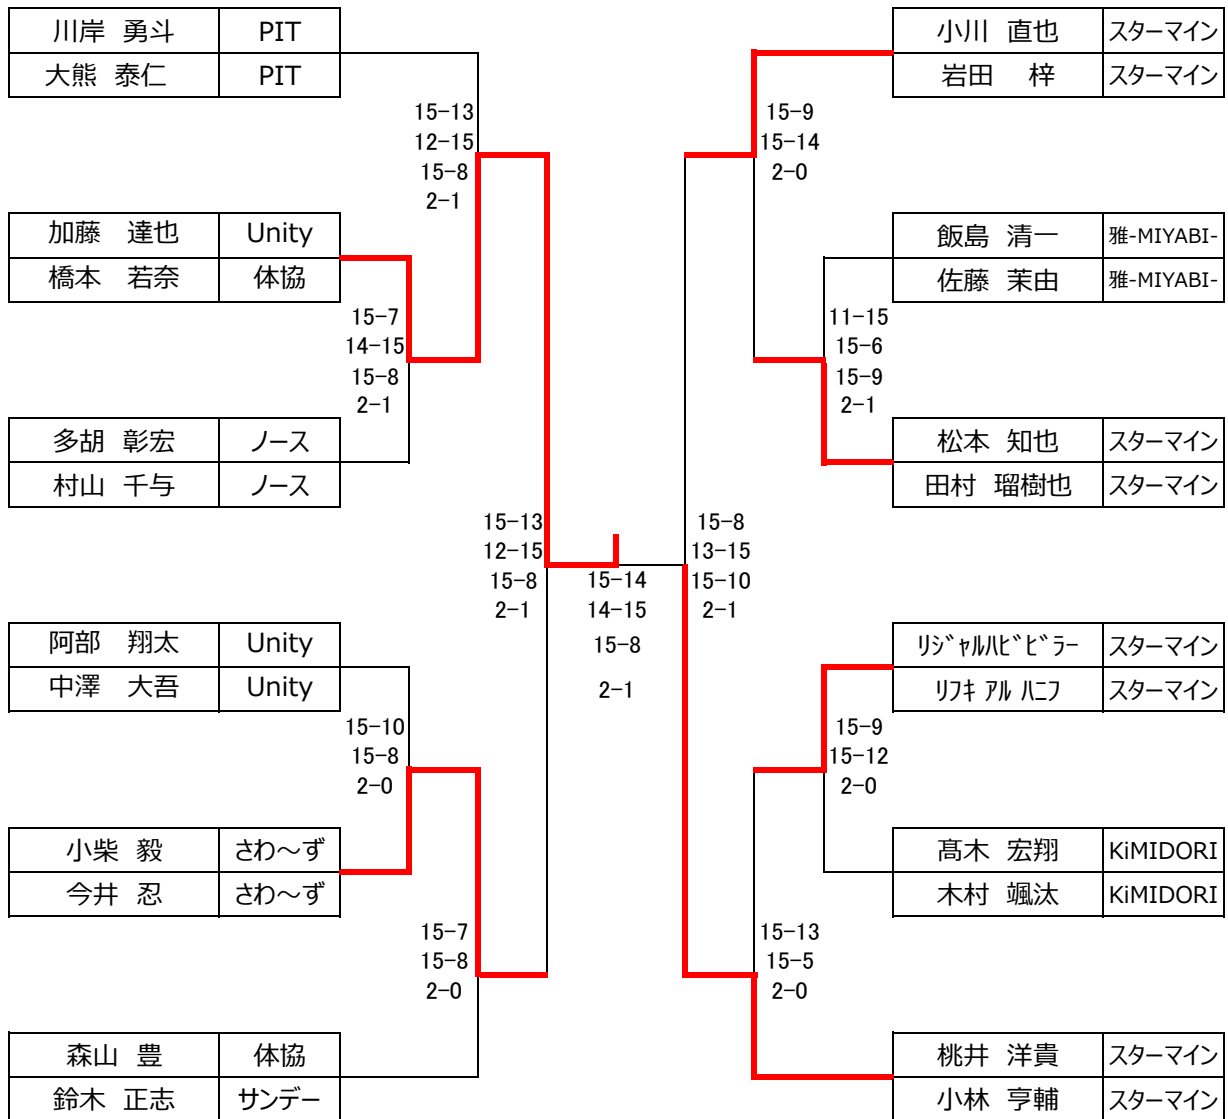 川岸 勇斗 PIT
大熊 泰仁 PIT
15-13
12-15
15-8
2-1
加藤 達也 Unity
橋本 若奈 体協
15-7
14-15
15-8
2-1
多胡 彰宏 ノース
村山 千与 ノース
15-13
12-15
15-8
2-1
阿部 翔太 Unity
中澤 大吾 Unity
15-10
15-8
2-0
小柴 毅 さわ～ず
今井 忍 さわ～ず
15-7
15-8
2-0
森山 豊 体協
鈴木 正志 サンデー
15-14
14-15
15-8
2-1
小川 直也 スターマイン
岩田 梓 スターマイン
15-9
15-14
2-0
飯島 清一 雅-MIYABI-
佐藤 茉由 雅-MIYABI-
11-15
15-6
15-9
2-1
松本 知也 スターマイン
田村 瑠樹也 スターマイン
15-8
13-15
15-10
2-1
ﾘｼﾞｬﾙﾊﾋﾞﾋﾞﾗｰ スターマイン
ﾘﾌｷ ｱﾙ ﾊﾆﾌ スターマイン
15-9
15-12
2-0
髙木 宏翔 KiMIDORI
木村 颯汰 KiMIDORI
15-13
15-5
2-0
桃井 洋貴 スターマイン
小林 亨輔 スターマイン